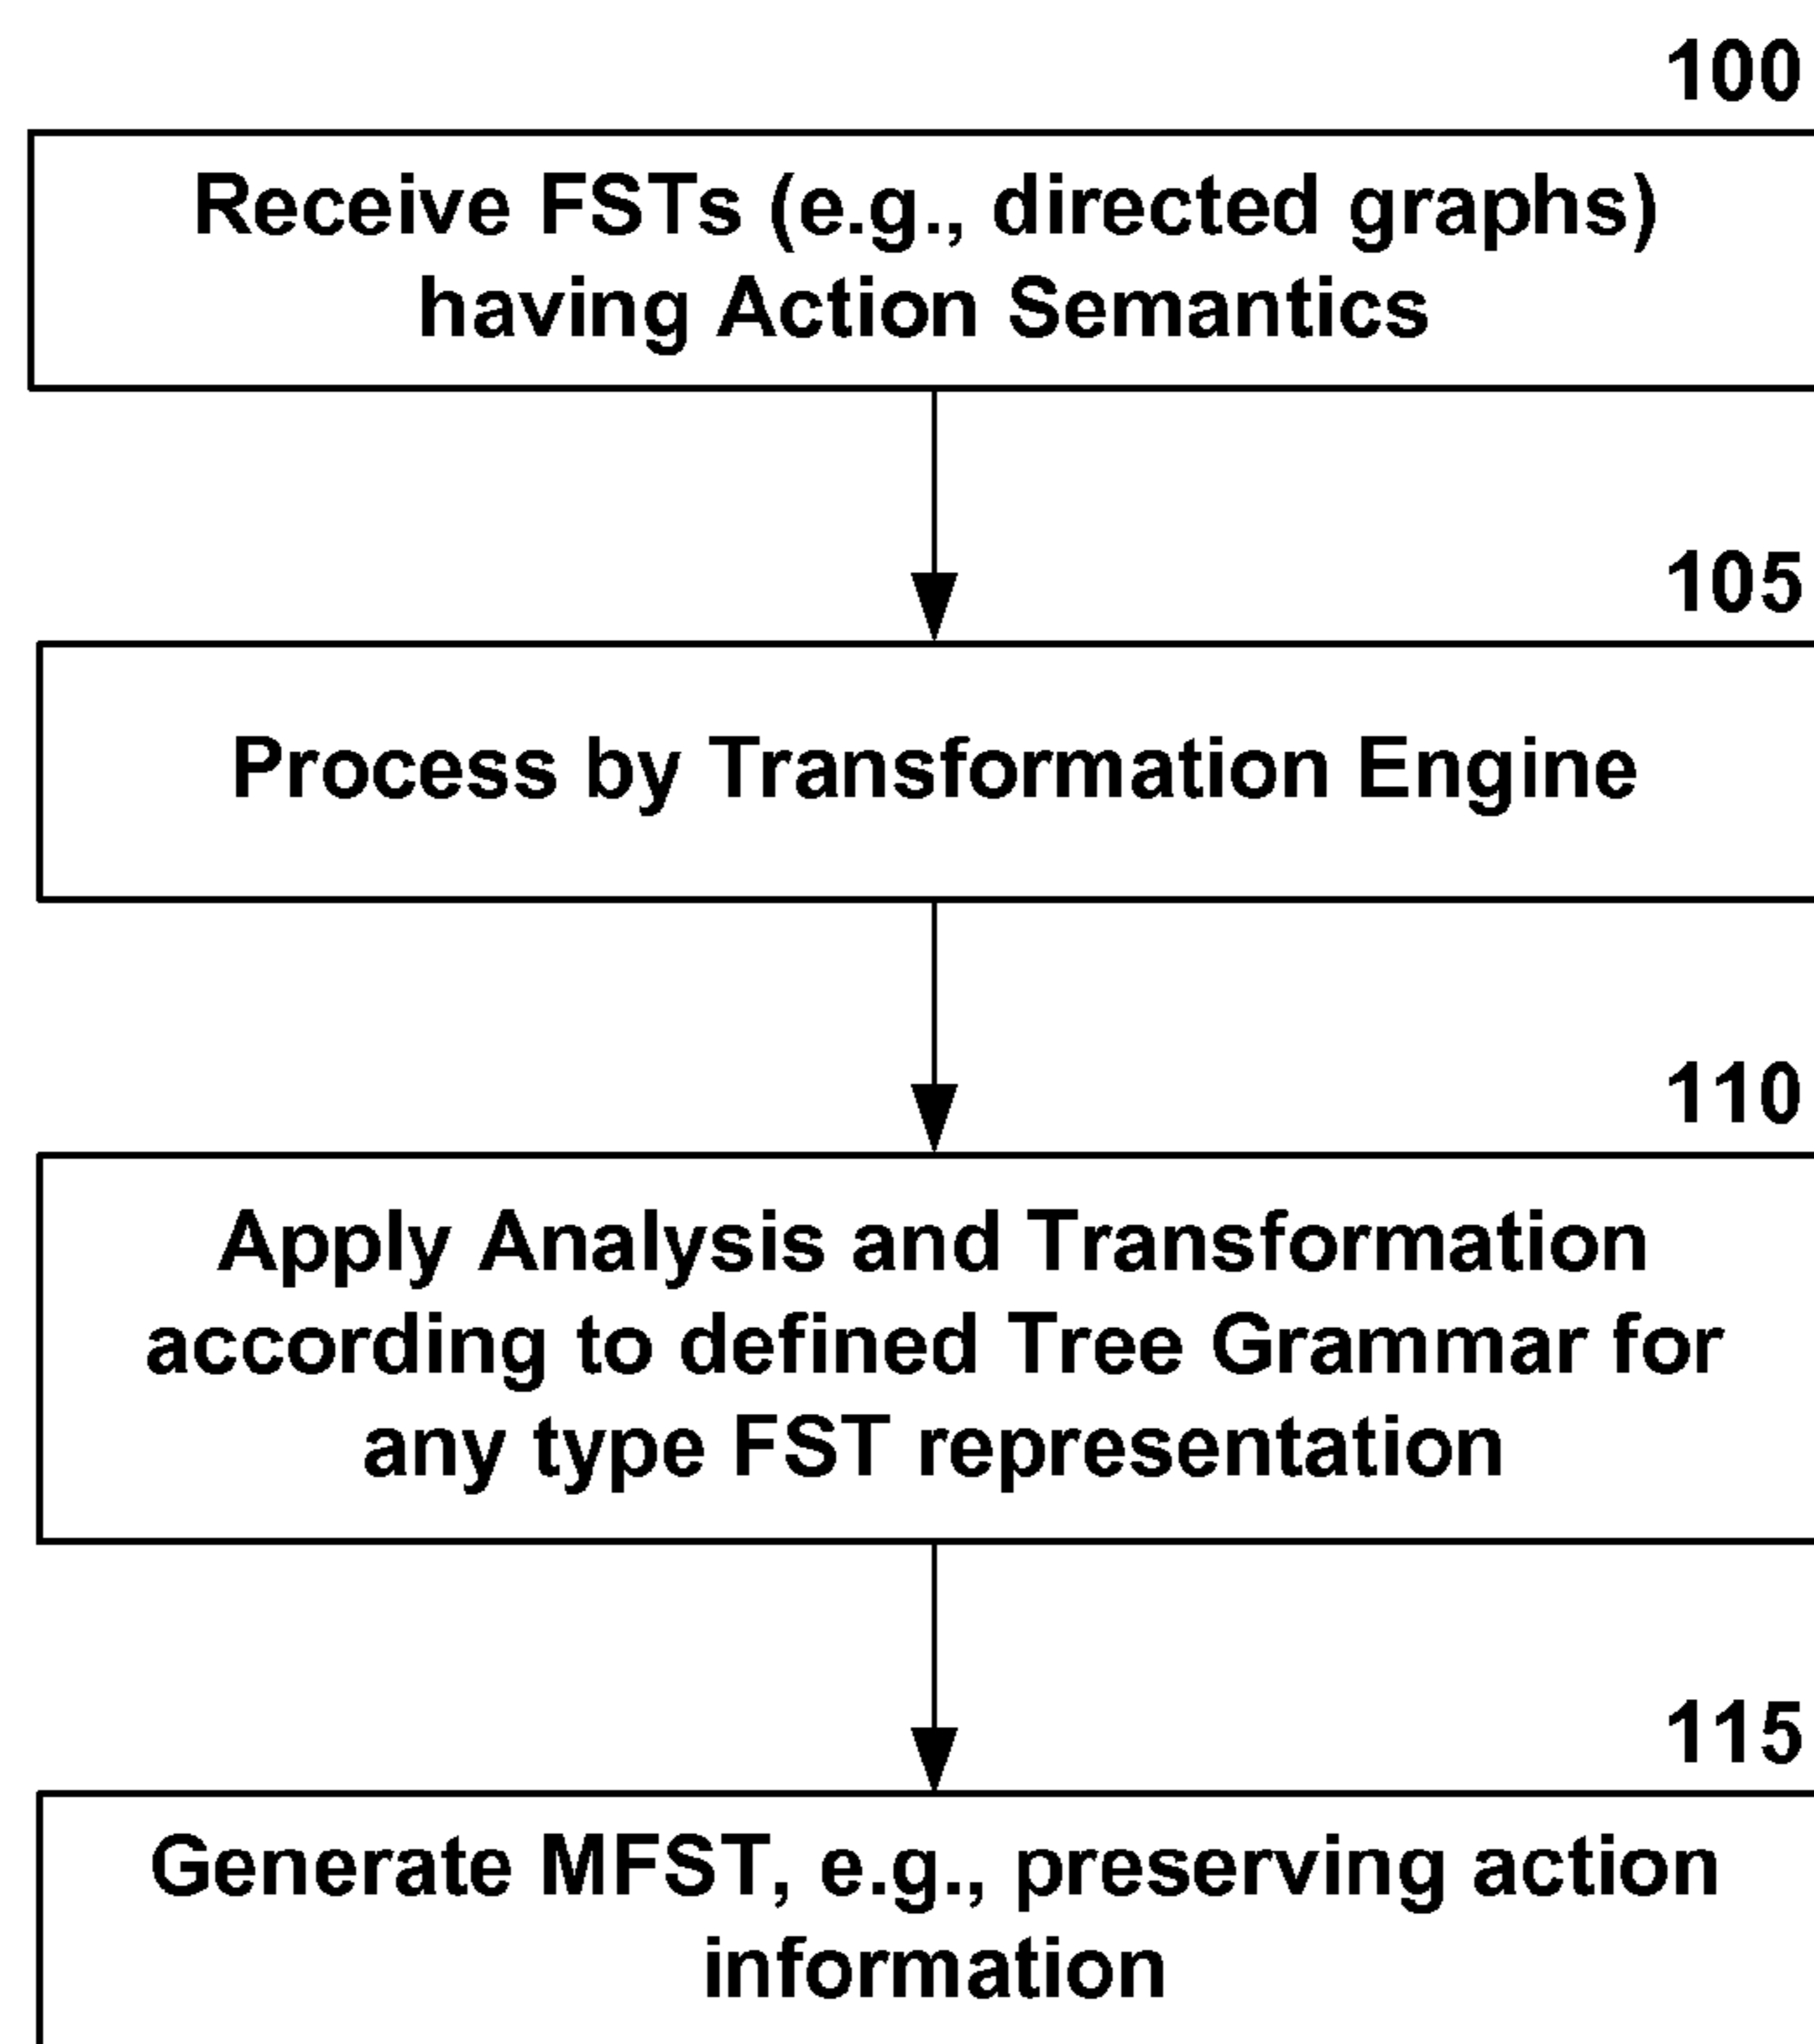 100
Receive FSTs (e.g., directed graphs)
having Action Semantics
105
Process by Transformation Engine
110
Apply Analysis and Transformation
according to defined Tree Grammar for
any type FST representation
115
Generate MFST, e.g., preserving action
information